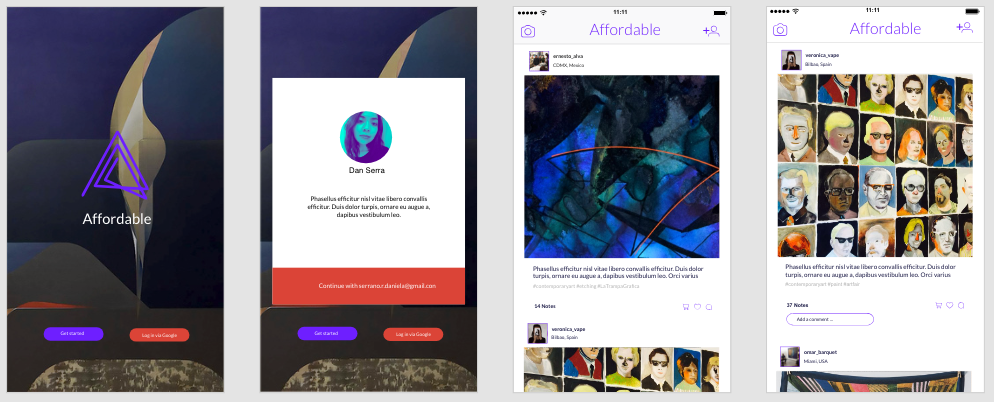 Affordable
Get started
Log in via Google
Dan Serra
Phasellus efficitur nisl vitae libero convallis
efficitur. Duis dolor turpis, ornare eu augue a,
dapibus vestibulum leo.
Continue with serrano.r.daniela@gmail.con
Get started
Log in via Google
11:11
Affordable
ernesto_alva
CDMX, Mexico
Phasellus efficitur nisl vitae libero convallis efficitur. Duis dolor
turpis, ornare eu augue a, dapibus vestibulum leo. Orci varius
#contemporaryart #etching #LaTrampaGrafica
14 Notes
veronica_vape
Bilbao, Spain
11:11
Affordable
veronica_vape
Bilbao, Spain
Phasellus efficitur nisl vitae libero convallis efficitur. Duis dolor
turpis, ornare eu augue a, dapibus vestibulum leo. Orci varius
#contemporaryart #paint #artfair
37 Notes
Add a comment ...
omar_barquet
Miami, USA